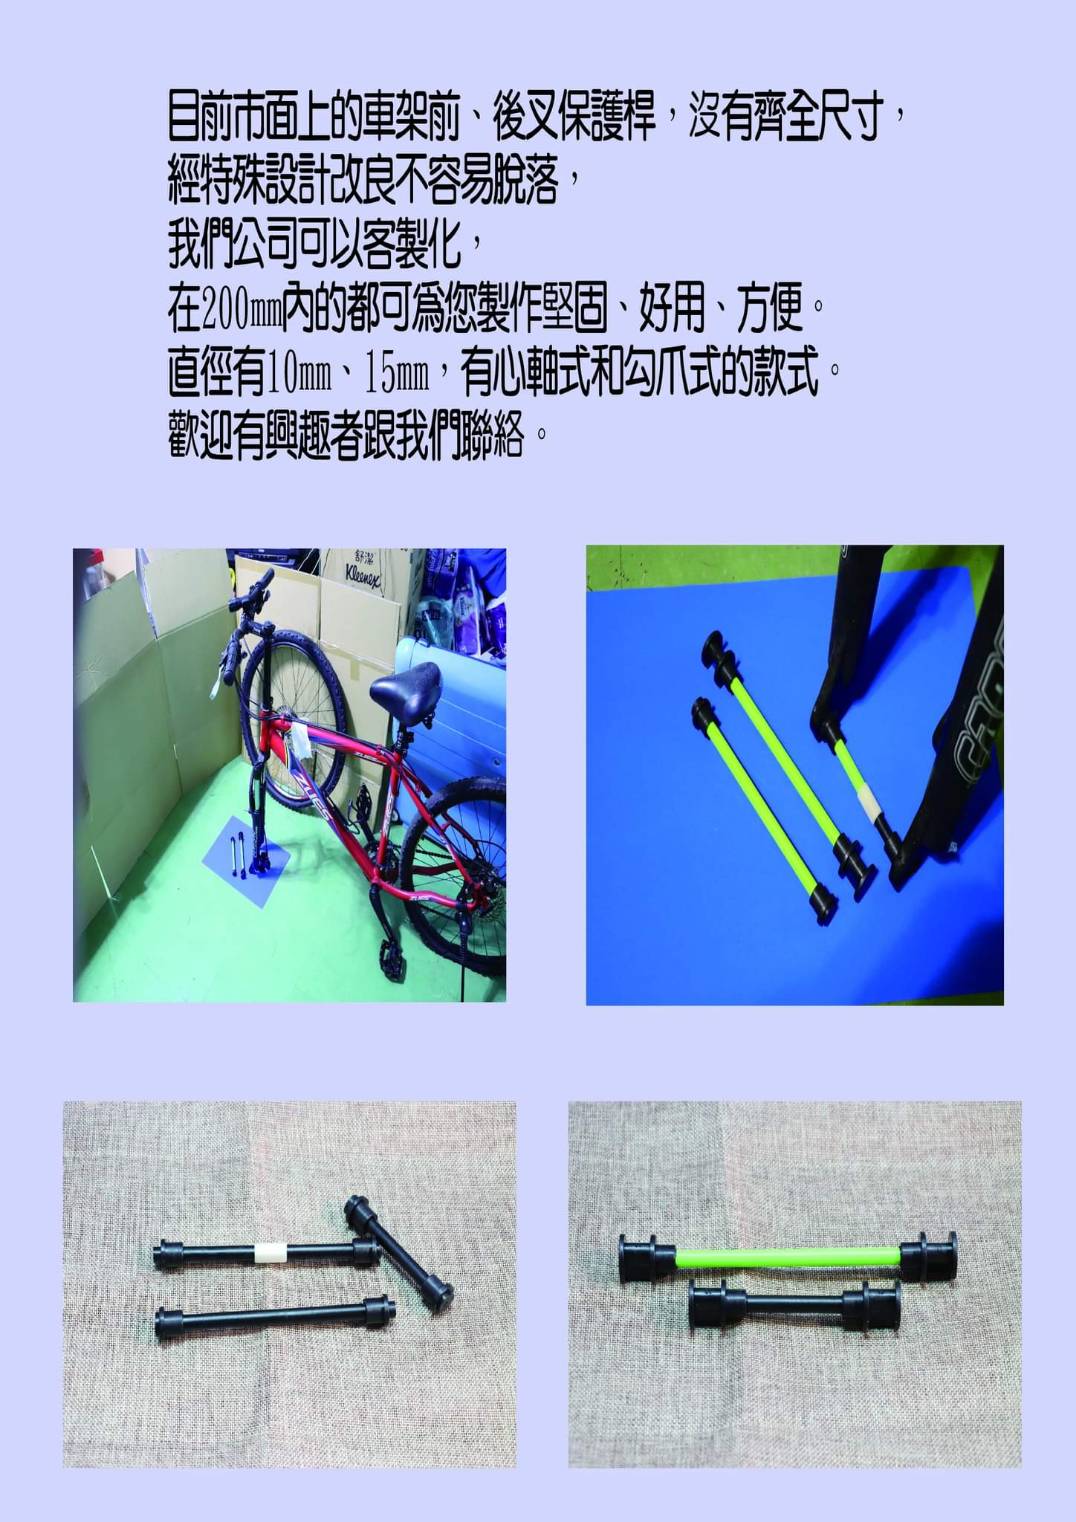 目前市面上的車架前、後叉保護桿，沒有齊全尺寸，
經特殊設計改良不容易脫落，
我們公司可以客製化，
在200mm內的都可為您製作堅固、好用、方便。
直徑有10mm、15mm，有心軸式和勾爪式的款式。
歡迎有興趣者跟我們聯絡。
舒潔
Kleenex
ZUES